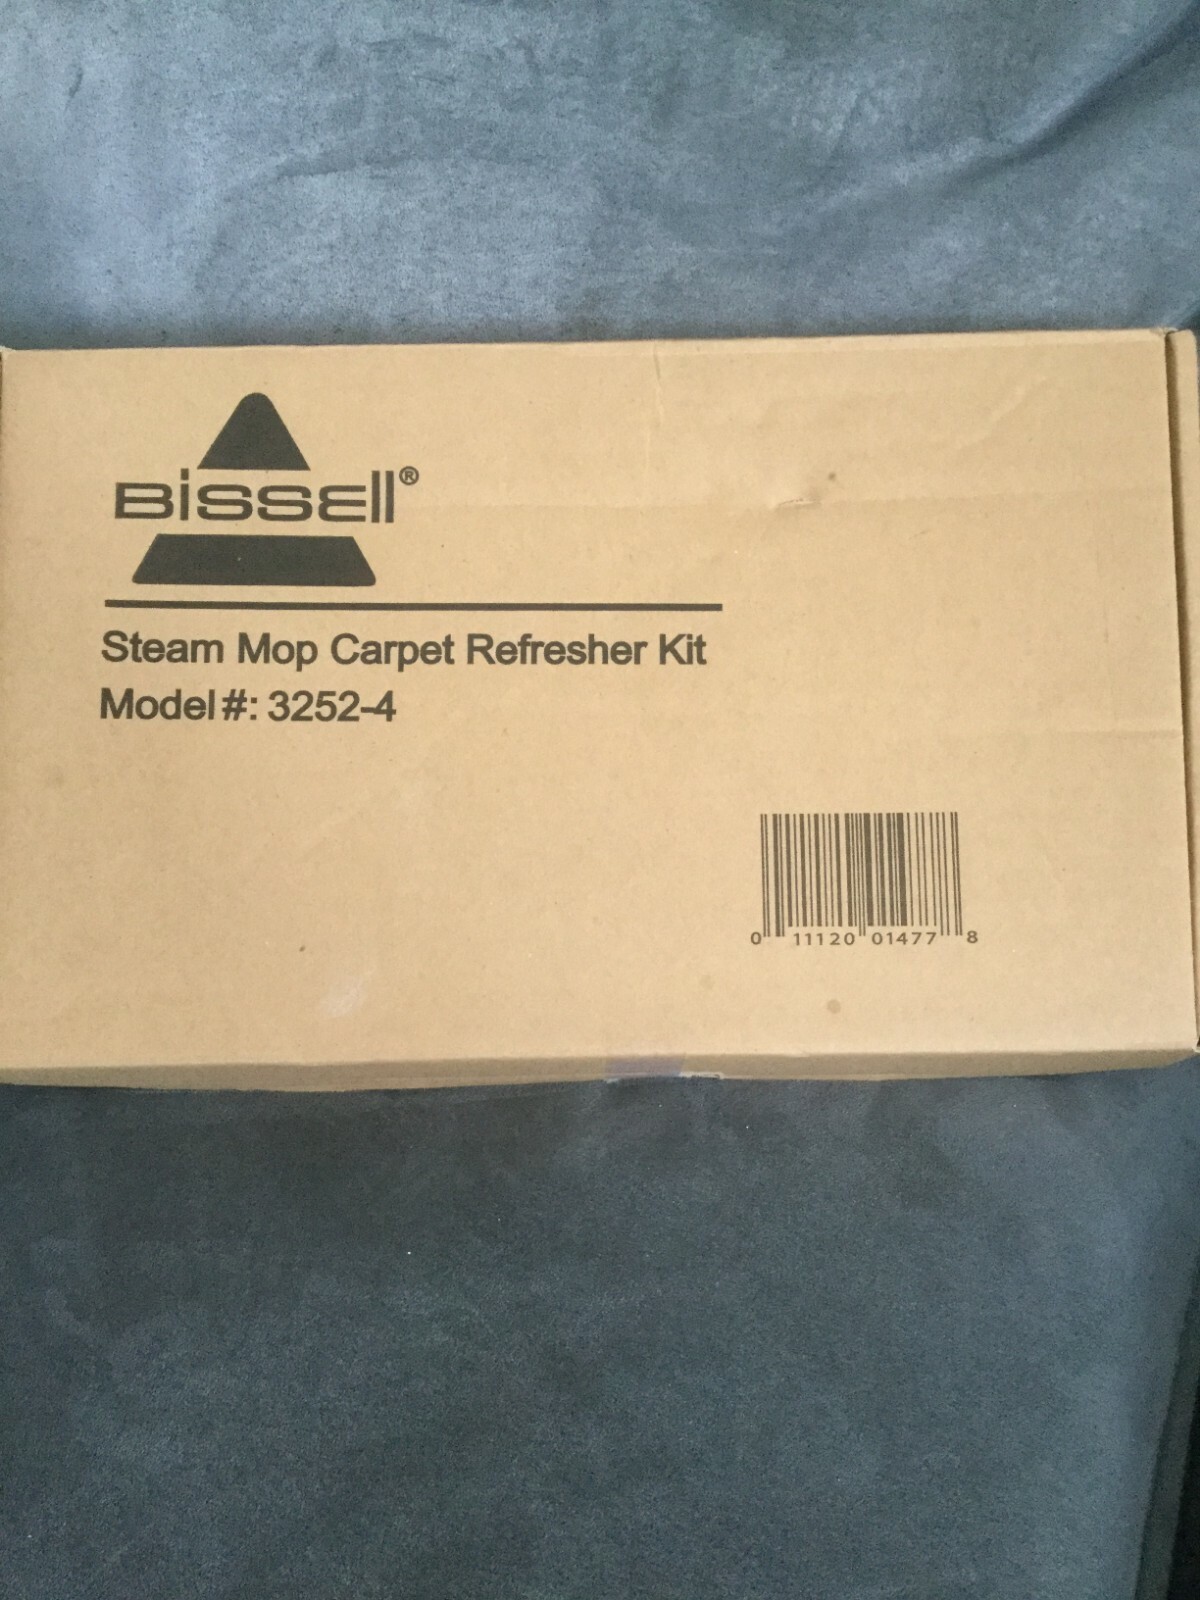 BISSELL®
Steam Mop Carpet Refresher Kit
Model #: 3252-4
0 11120 01477 8